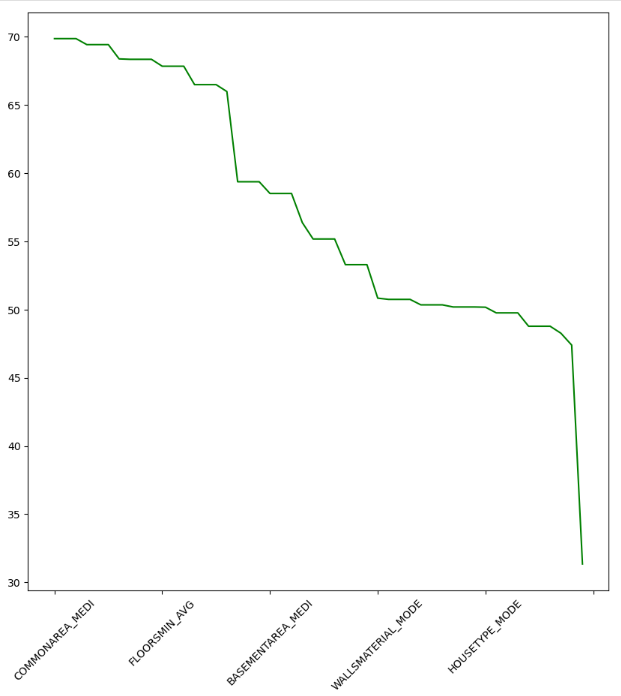 70
65
60
55
50
45
40
35
30
COMMONAREA_MEDI
FLOORSMIN_AVG
BASEMENTAREA_MEDI
WALLSMATERIAL_MODE
HOUSETYPE_MODE